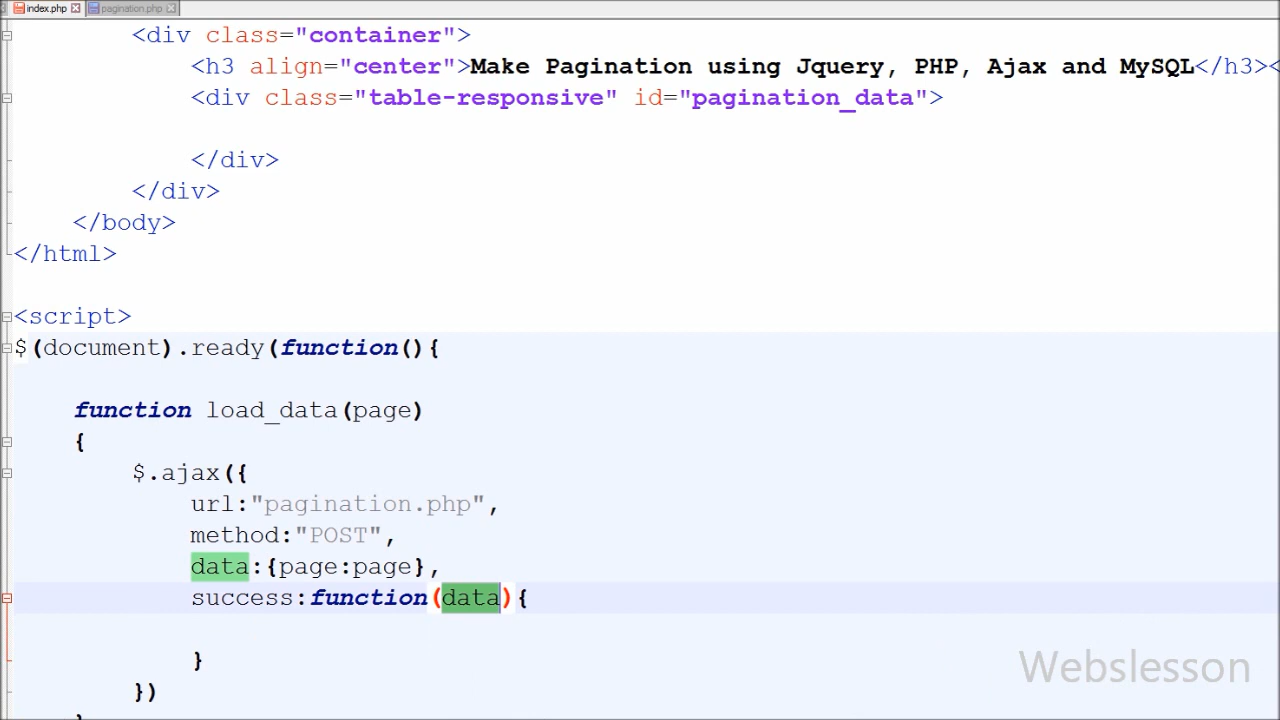 index.php pagination.php
<div class="container">
<h3 align="center">Make Pagination using Jquery, PHP, Ajax and MySQL</h3><
<div class="table-responsive" id="pagination_data">
</div>
</div>
</body>
</html>
<script>
$(document).ready(function(){
function load_data(page)
{
$.ajax({
url:"pagination.php",
method:"POST",
data:{page:page},
success:function(data){
}
})
Webslesson